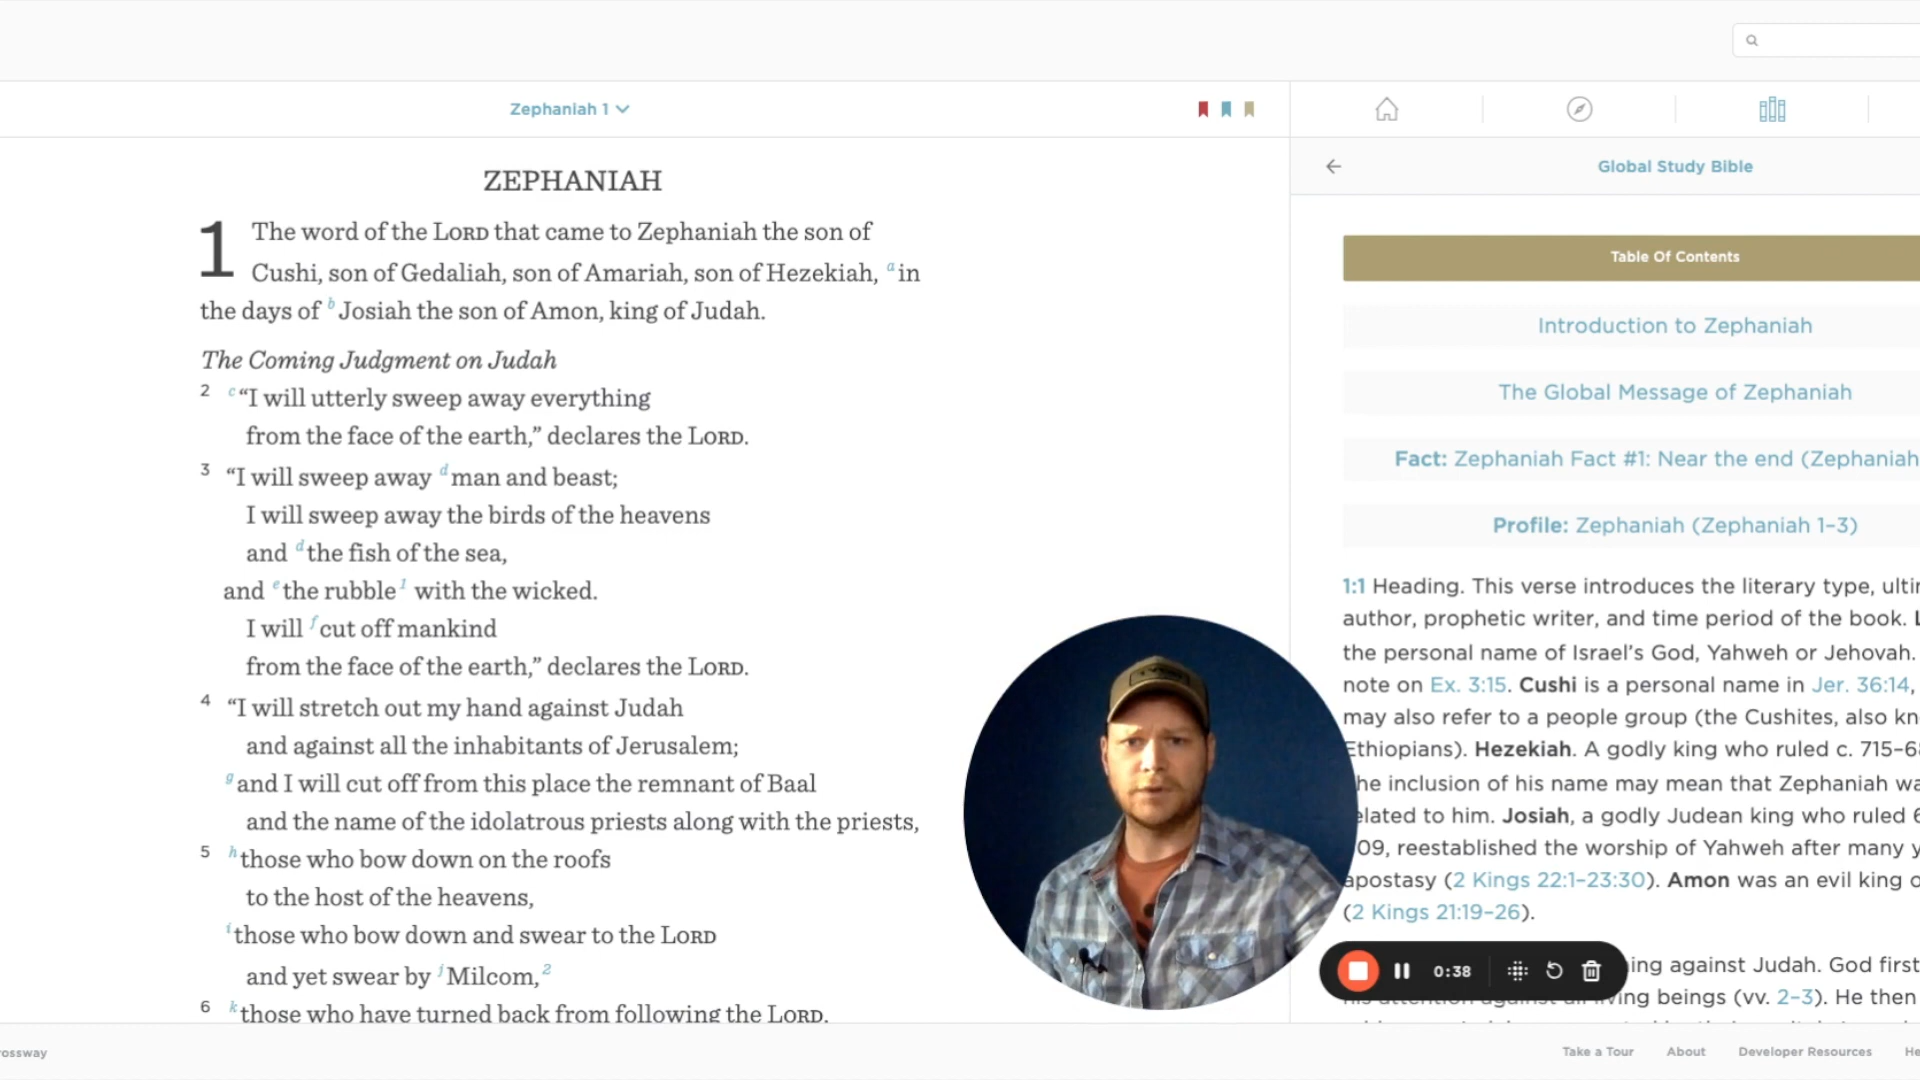 Zephaniah 1
ZEPHANIAH
1 The word of the LORD that came to Zephaniah the son of
Cushi, son of Gedaliah, son of Amariah, son of Hezekiah, a in
the days of b Josiah the son of Amon, king of Judah.
The Coming Judgment on Judah
2 c “I will utterly sweep away everything
from the face of the earth,” declares the LORD.
3 “I will sweep away d man and beast;
I will sweep away the birds of the heavens
and d the fish of the sea,
and e the rubble 1 with the wicked.
I will f cut off mankind
from the face of the earth,” declares the LORD.
4 “I will stretch out my hand against Judah
and against all the inhabitants of Jerusalem;
g and I will cut off from this place the remnant of Baal
and the name of the idolatrous priests along with the priests,
5 h those who bow down on the roofs
to the host of the heavens,
i those who bow down and swear to the LORD
and yet swear by j Milcom, 2
6 k those who have turned back from following the LORD.
Global Study Bible
Table Of Contents
Introduction to Zephaniah
The Global Message of Zephaniah
Fact: Zephaniah Fact #1: Near the end (Zephaniah
Profile: Zephaniah (Zephaniah 1–3)
1:1 Heading. This verse introduces the literary type,
author, prophetic writer, and time period of the book.
the personal name of Israel’s God, Yahweh or Jehovah.
note on Ex. 3:15. Cushi is a personal name in Jer. 36:14,
may also refer to a people group (the Cushites, also
Ethiopians). Hezekiah. A godly king who ruled c. 715–
he inclusion of his name may mean that Zephaniah
elated to him. Josiah, a godly Judean king who ruled
09, reestablished the worship of Yahweh after many
apostasy (2 Kings 22:1–23:30). Amon was an evil king
(2 Kings 21:19–26).
ing against Judah. God first
living beings (vv. 2–3). He then
0:38
rossway
Take a Tour
About
Developer Resources